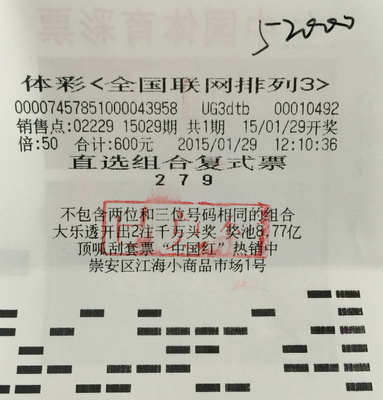 52000
体彩<全国联网排列3>
00007457851000043958 UG3dtb 00010492
销售点:02229 15029期 共1期 15/01/29开奖
倍:50 合计:600元 2015/01/29 12:10:36
直选组合复式票
2 7 9
不包含两位和三位号码相同的组合
大乐透开出2注千万头奖 奖池8.77亿
顶呱刮套票“中国红”热销中
崇安区江海小商品市场1号